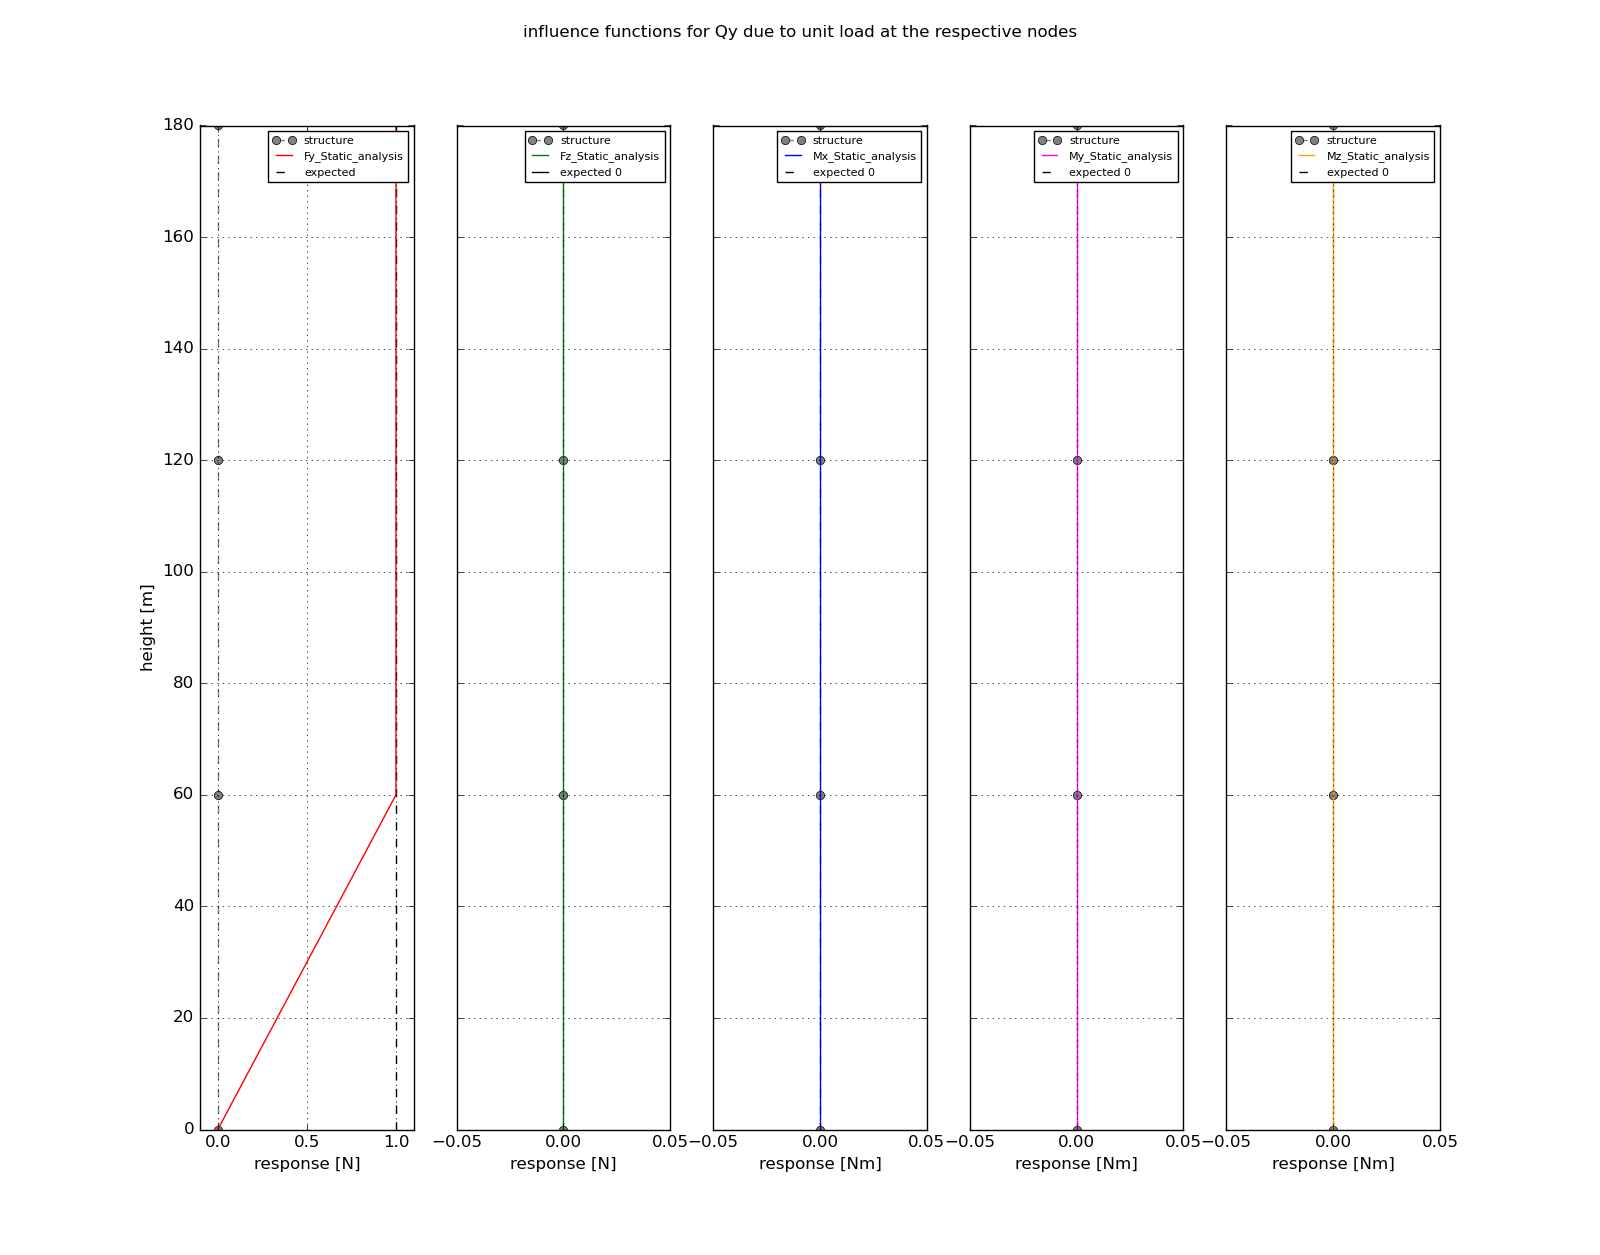 influence functions for Qy due to unit load at the respective nodes
structure
Fy_Static_analysis
expected
structure
Fz_Static_analysis
expected 0
structure
Mx_Static_analysis
expected 0
structure
My_Static_analysis
expected 0
structure
Mz_Static_analysis
expected 0
180
160
140
120
100
80
60
40
20
0
height [m]
0.0 0.5 1.0
−0.05 0.00 0.05
−0.05 0.00 0.05
−0.05 0.00 0.05
−0.05 0.00 0.05
response [N]
response [N]
response [Nm]
response [Nm]
response [Nm]